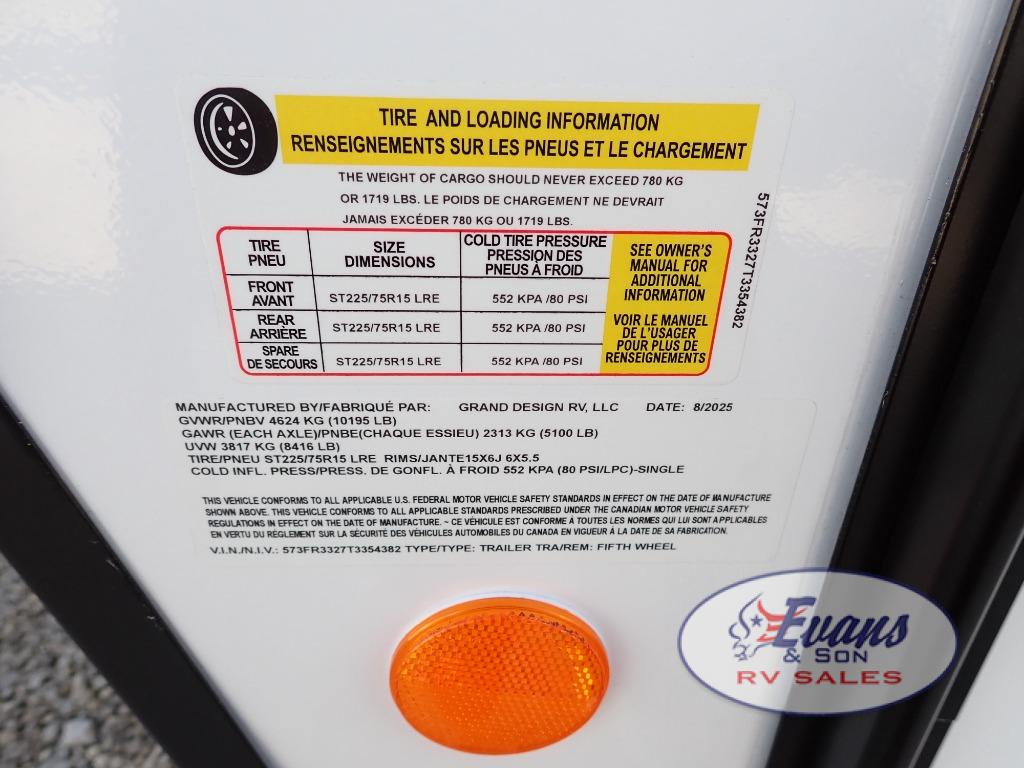 TIRE AND LOADING INFORMATION
RENSEIGNEMENTS SUR LES PNEUS ET LE CHARGEMENT
THE WEIGHT OF CARGO SHOULD NEVER EXCEED 780 KG
OR 1719 LBS. LE POIDS DE CHARGEMENT NE DEVRAIT
JAMAIS EXCÉDER 780 KG OU 1719 LBS.
TIRE
PNEU
SIZE
DIMENSIONS
COLD TIRE PRESSURE
PRESSION DES
PNEUS À FROID
FRONT
AVANT
ST225/75R15 LRE
552 KPA /80 PSI
REAR
ARRIÈRE
ST225/75R15 LRE
552 KPA /80 PSI
SPARE
DE SECOURS
ST225/75R15 LRE
552 KPA /80 PSI
SEE OWNER'S
MANUAL FOR
ADDITIONAL
INFORMATION
VOIR LE MANUEL
DE L'USAGER
POUR PLUS DE
RENSEIGNEMENTS
573FR3327T3354382
MANUFACTURED BY/FABRIQUÉ PAR: GRAND DESIGN RV, LLC DATE: 8/2025
GVWR/PNBV 4624 KG (10195 LB)
GAWR (EACH AXLE)/PNBE(CHAQUE ESSIEU) 2313 KG (5100 LB)
UVW 3817 KG (8416 LB)
TIRE/PNEU ST225/75R15 LRE RIMS/JANTE15X6J 6X5.5
COLD INFL. PRESS/PRESS. DE GONFL. À FROID 552 KPA (80 PSI/LPC)-SINGLE
THIS VEHICLE CONFORMS TO ALL APPLICABLE U.S. FEDERAL MOTOR VEHICLE SAFETY STANDARDS IN EFFECT ON THE DATE OF MANUFACTURE
SHOWN ABOVE. THIS VEHICLE CONFORMS TO ALL APPLICABLE STANDARDS PRESCRIBED UNDER THE CANADIAN MOTOR VEHICLE SAFETY
REGULATIONS IN EFFECT ON THE DATE OF MANUFACTURE. ~ CE VÉHICULE EST CONFORME À TOUTES LES NORMES QUI LUI SONT APPLICABLES
EN VERTU DU RÈGLEMENT SUR LA SÉCURITÉ DES VÉHICULES AUTOMOBILES DU CANADA EN VIGUEUR À LA DATE DE SA FABRICATION.
V.I.N./N.I.V.: 573FR3327T3354382 TYPE/TYPE: TRAILER TRA/REM: FIFTH WHEEL
Evans
& SON
RV SALES